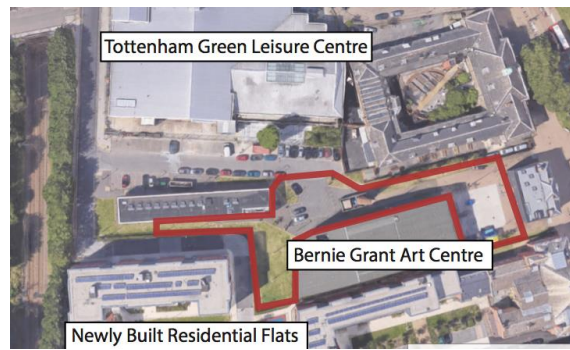 Tottenham Green Leisure Centre
Bernie Grant Art Centre
Newly Built Residential Flats